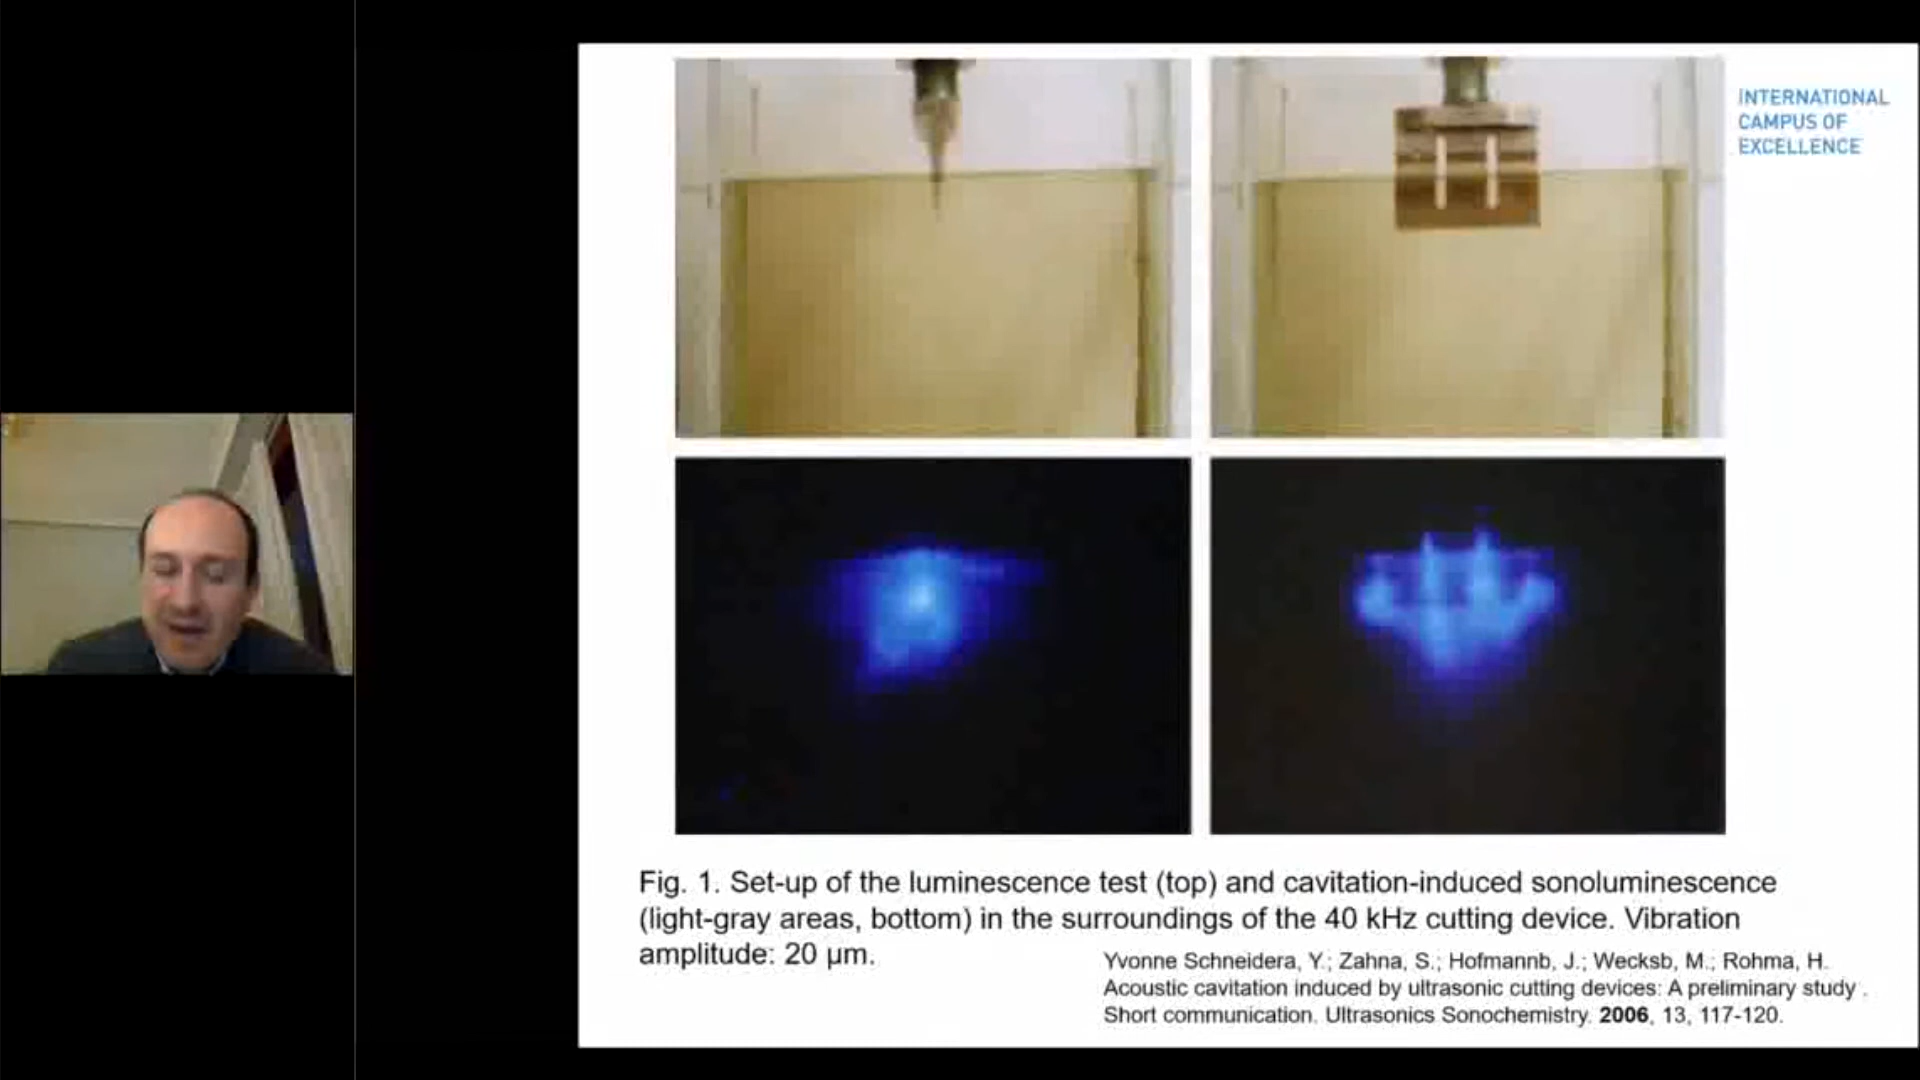 INTERNATIONAL
CAMPUS OF
EXCELLENCE
Fig. 1. Set-up of the luminescence test (top) and cavitation-induced sonoluminescence
(light-gray areas, bottom) in the surroundings of the 40 kHz cutting device. Vibration
amplitude: 20 µm.
Yvonne Schneidera, Y.; Zahna, S.; Hofmannb, J.; Wecksb, M.; Rohma, H.
Acoustic cavitation induced by ultrasonic cutting devices: A preliminary study .
Short communication. Ultrasonics Sonochemistry. 2006, 13, 117-120.